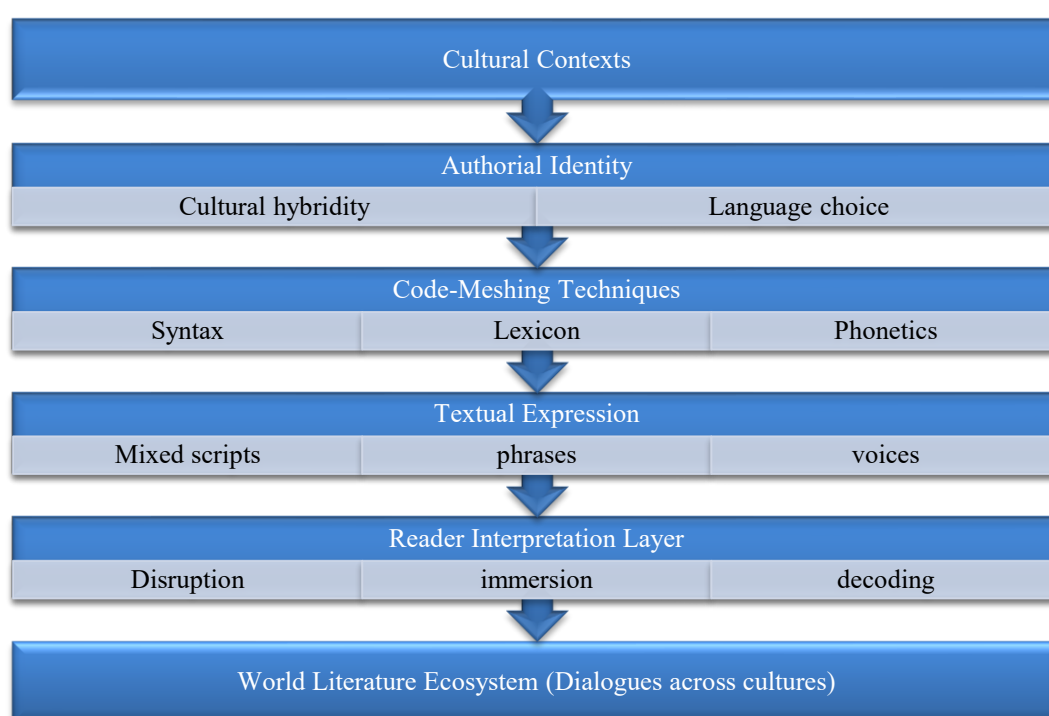 Cultural Contexts
Authorial Identity
Cultural hybridity
Language choice
Code-Meshing Techniques
Syntax
Lexicon
Phonetics
Textual Expression
Mixed scripts
phrases
voices
Reader Interpretation Layer
Disruption
immersion
decoding
World Literature Ecosystem (Dialogues across cultures)